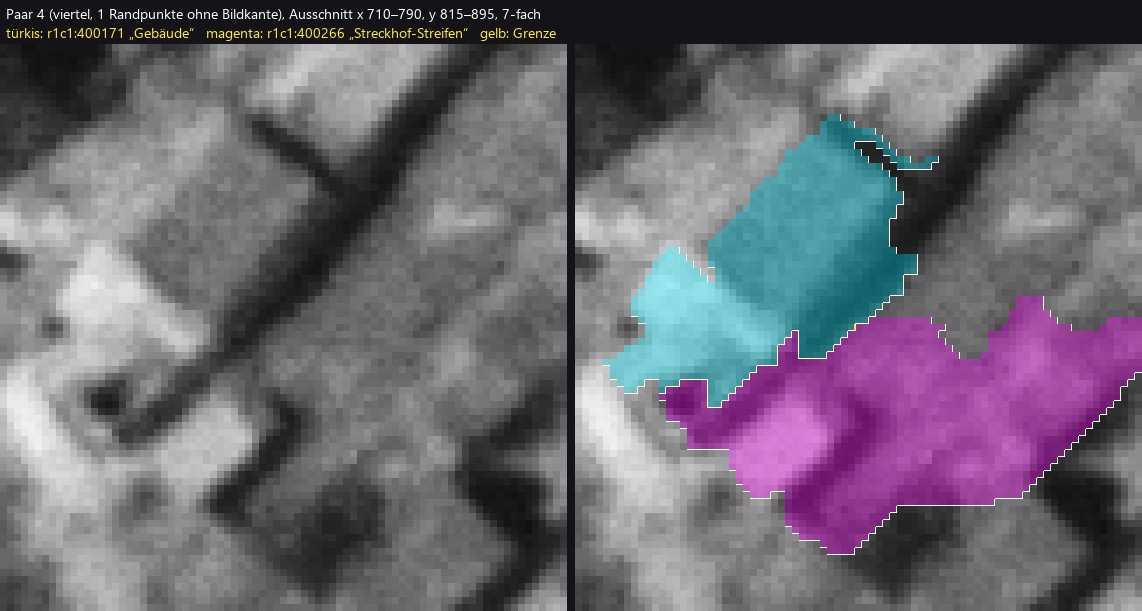 Paar 4 (viertel, 1 Randpunkte ohne Bildkante), Ausschnitt x 710–790, y 815–895, 7-fach
türkis: r1c1:400171 „Gebäude“ magenta: r1c1:400266 „Streckhof-Streifen“ gelb: Grenze